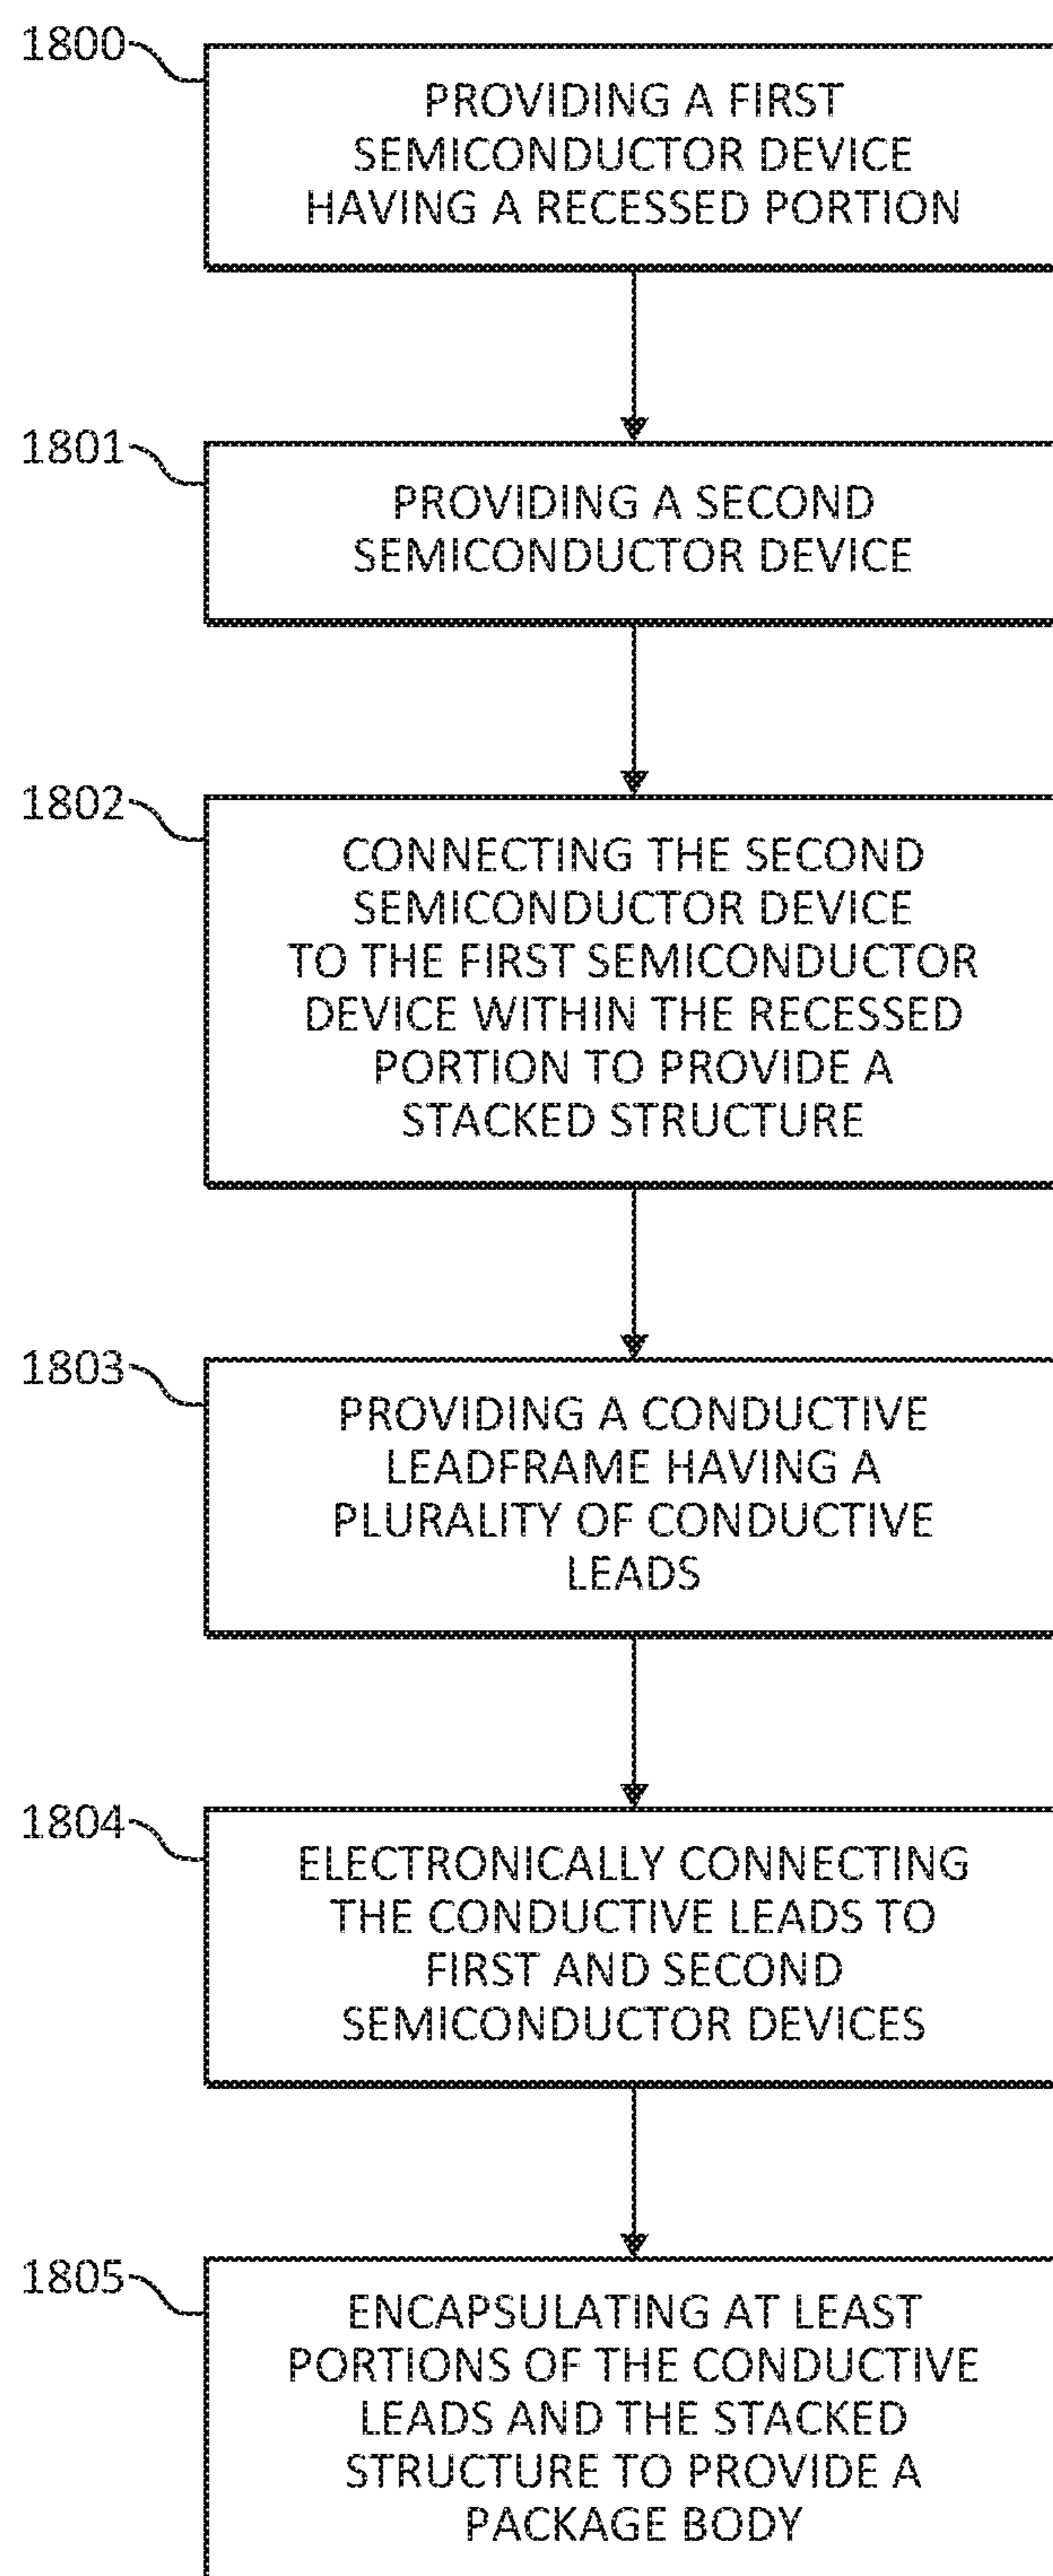 1800
PROVIDING A FIRST
SEMICONDUCTOR DEVICE
HAVING A RECESSED PORTION
1801
PROVIDING A SECOND
SEMICONDUCTOR DEVICE
1802
CONNECTING THE SECOND
SEMICONDUCTOR DEVICE
TO THE FIRST SEMICONDUCTOR
DEVICE WITHIN THE RECESSED
PORTION TO PROVIDE A
STACKED STRUCTURE
1803
PROVIDING A CONDUCTIVE
LEADFRAME HAVING A
PLURALITY OF CONDUCTIVE
LEADS
1804
ELECTRONICALLY CONNECTING
THE CONDUCTIVE LEADS TO
FIRST AND SECOND
SEMICONDUCTOR DEVICES
1805
ENCAPSULATING AT LEAST
PORTIONS OF THE CONDUCTIVE
LEADS AND THE STACKED
STRUCTURE TO PROVIDE A
PACKAGE BODY